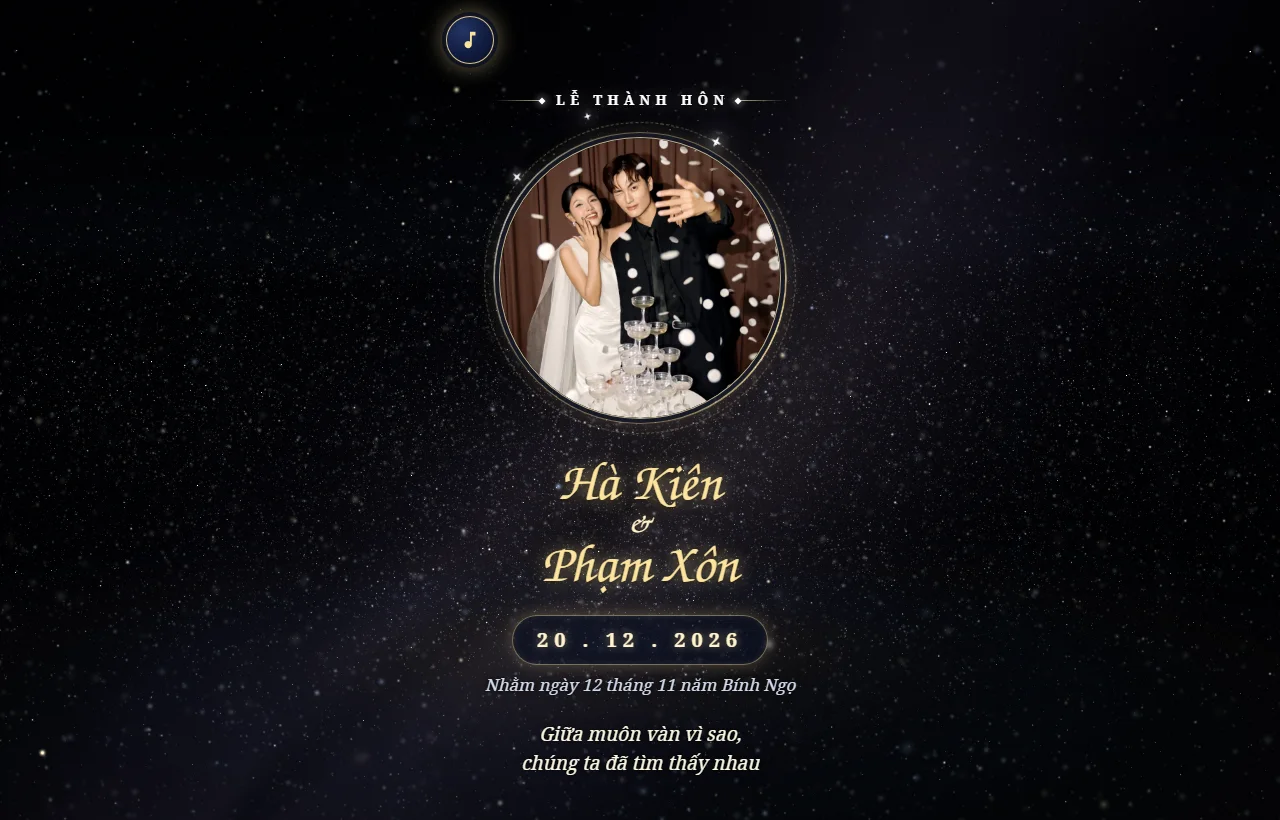 LỄ THÀNH HÔN
Hà Kiên
&
Phạm Xôn
20 . 12 . 2026
Nhằm ngày 12 tháng 11 năm Bính Ngọ
Giữa muôn vàn vì sao,
chúng ta đã tìm thấy nhau